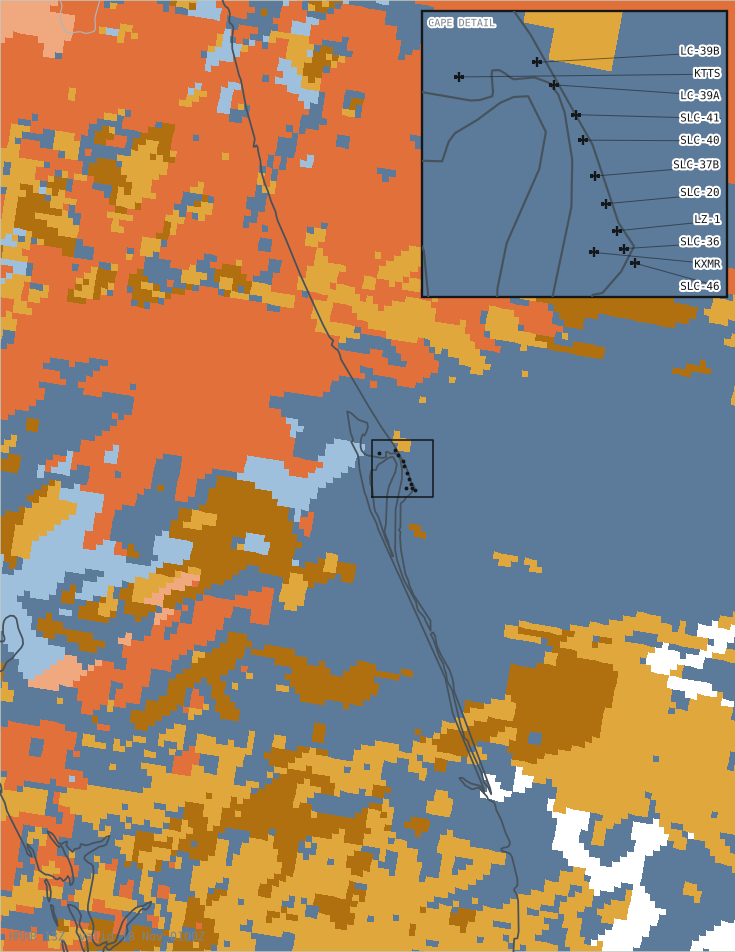 CAPE DETAIL
LC-39B
KTTS
LC-39A
SLC-41
SLC-40
SLC-37B
SLC-20
LZ-1
SLC-36
KXMR
SLC-46